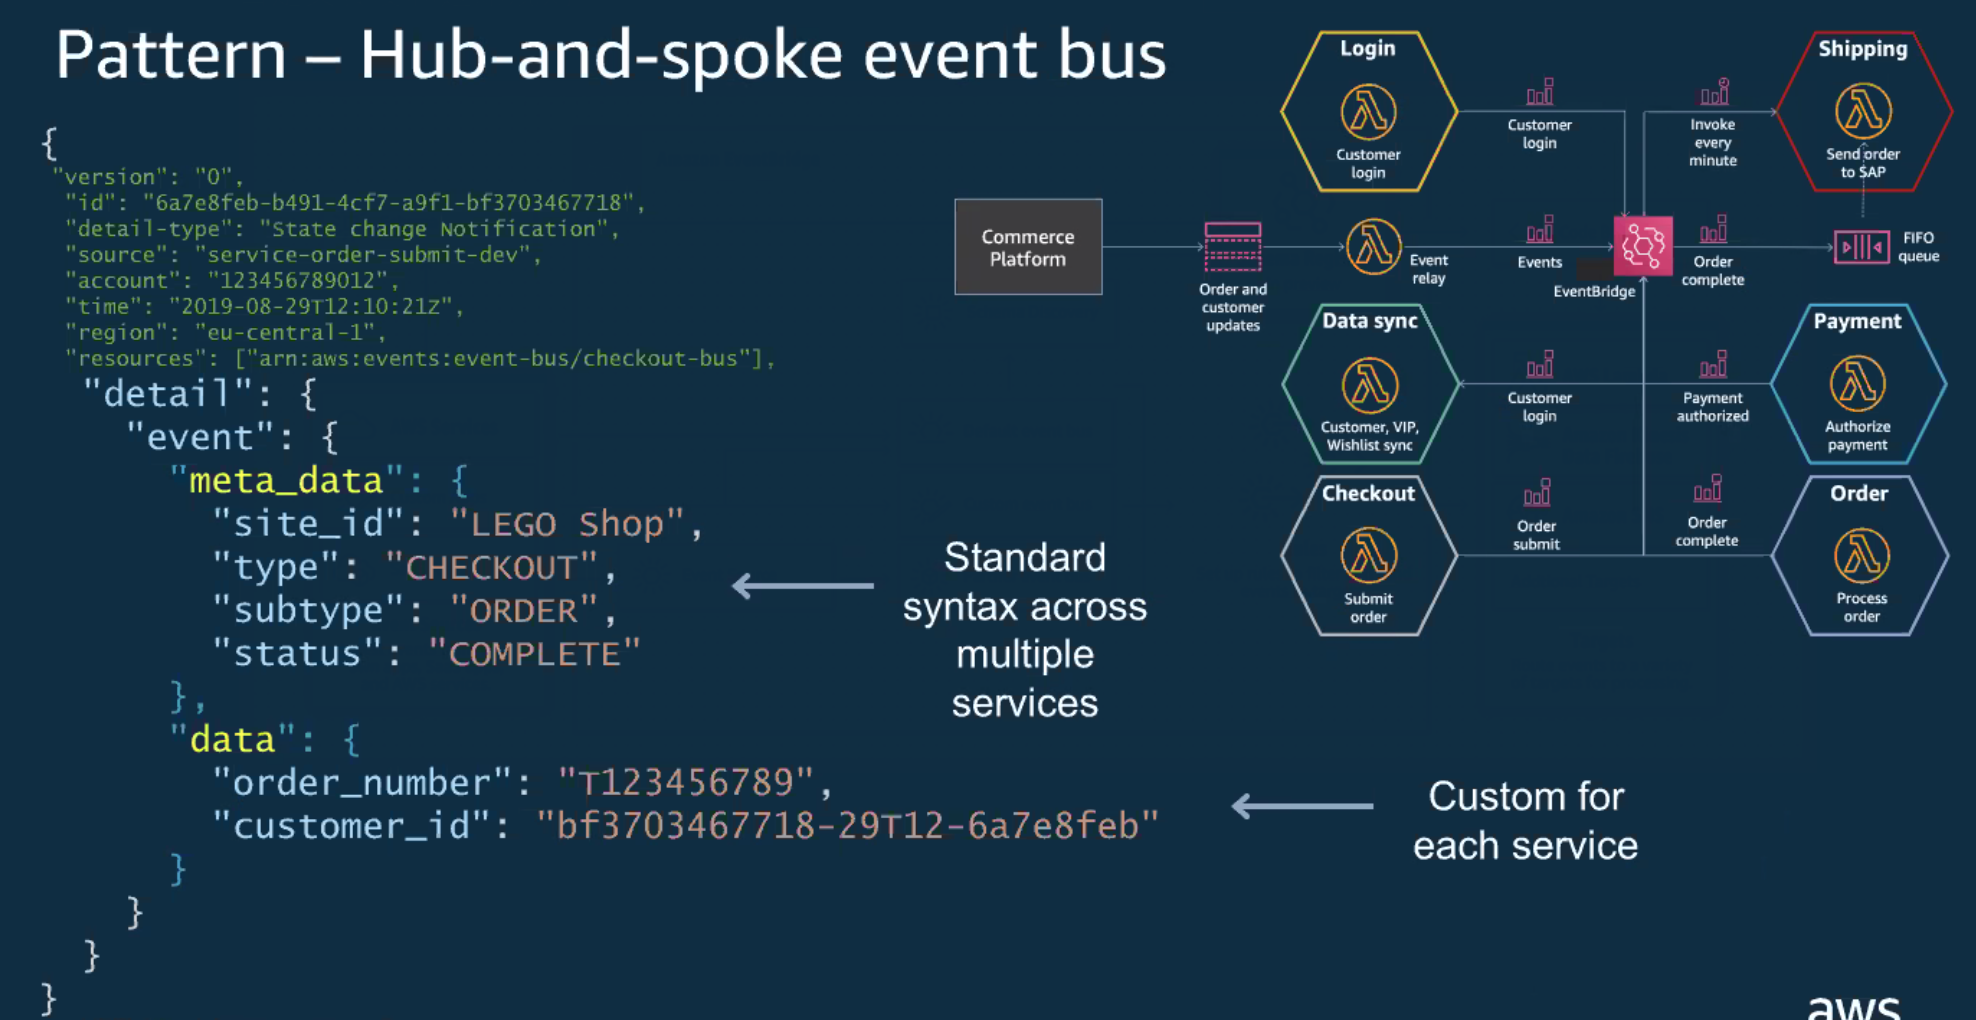 Pattern – Hub-and-spoke event bus
{
"version": "0",
"id": "6a7e8feb-b491-4cf7-a9f1-bf3703467718",
"detail-type": "State change Notification",
"source": "service-order-submit-dev",
"account": "123456789012",
"time": "2019-08-29T12:10:21Z",
"region": "eu-central-1",
"resources": ["arn:aws:events:event-bus/checkout-bus"],
"detail": {
"event": {
"meta_data": {
"site_id": "LEGO Shop",
"type": "CHECKOUT",
"subtype": "ORDER",
"status": "COMPLETE"
},
"data": {
"order_number": "T123456789",
"customer_id": "bf3703467718-29T12-6a7e8feb"
}
}
}
}
Standard
syntax across
multiple
services
Custom for
each service
Login
Customer
login
Customer
login
Invoke
every
minute
Shipping
Send order
to SAP
Commerce
Platform
Order and
customer
updates
Event
relay
Events
EventBridge
Order
complete
FIFO
queue
Data sync
Customer, VIP,
Wishlist sync
Customer
login
Payment
authorized
Payment
Authorize
payment
Checkout
Submit
order
Order
submit
Order
complete
Order
Process
order
aws